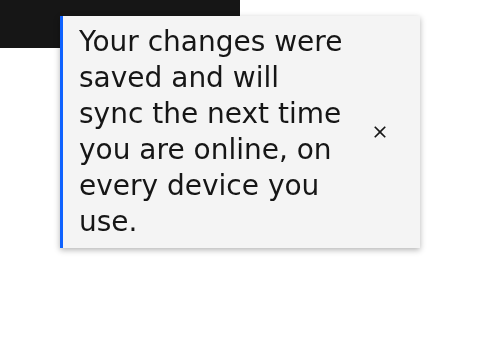 Your changes were
saved and will
sync the next time
you are online, on
every device you
use.